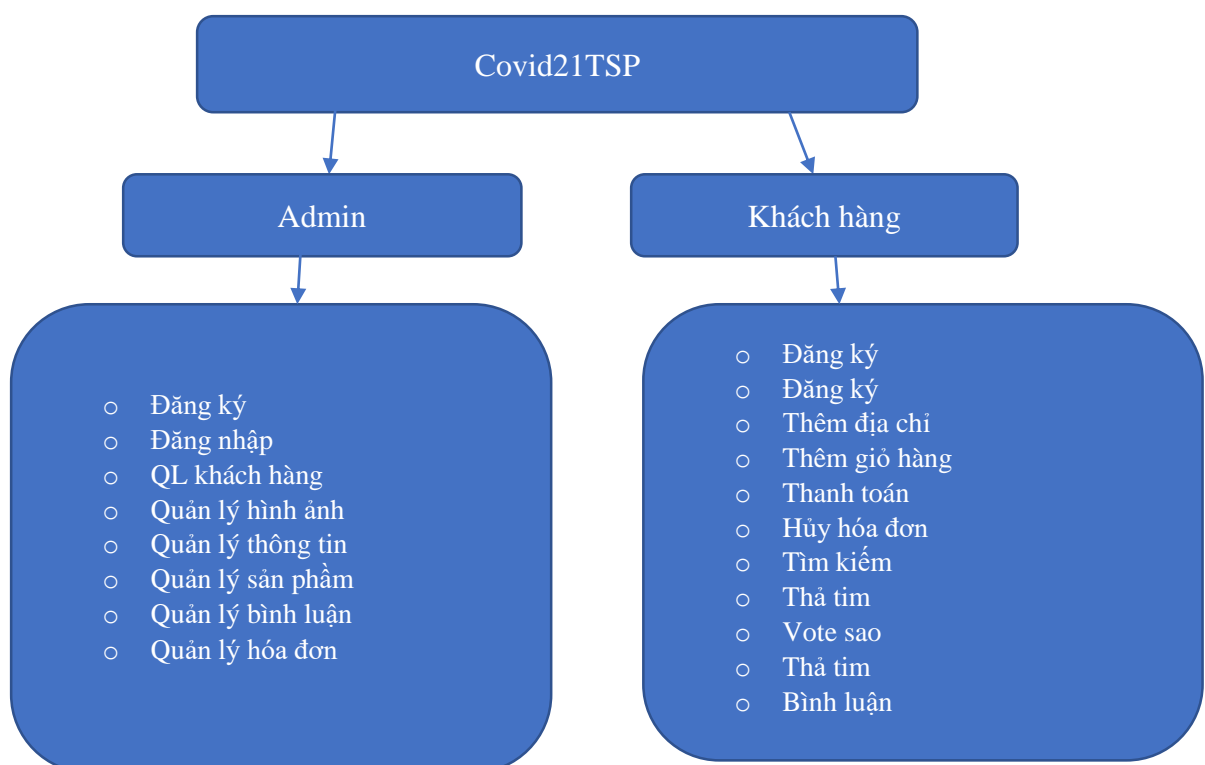 Covid21TSP
Admin
Khách hàng
o Đăng ký
o Đăng nhập
o QL khách hàng
o Quản lý hình ảnh
o Quản lý thông tin
o Quản lý sản phầm
o Quản lý bình luận
o Quản lý hóa đơn
o Đăng ký
o Đăng ký
o Thêm địa chỉ
o Thêm giỏ hàng
o Thanh toán
o Hủy hóa đơn
o Tìm kiếm
o Thả tim
o Vote sao
o Thả tim
o Bình luận